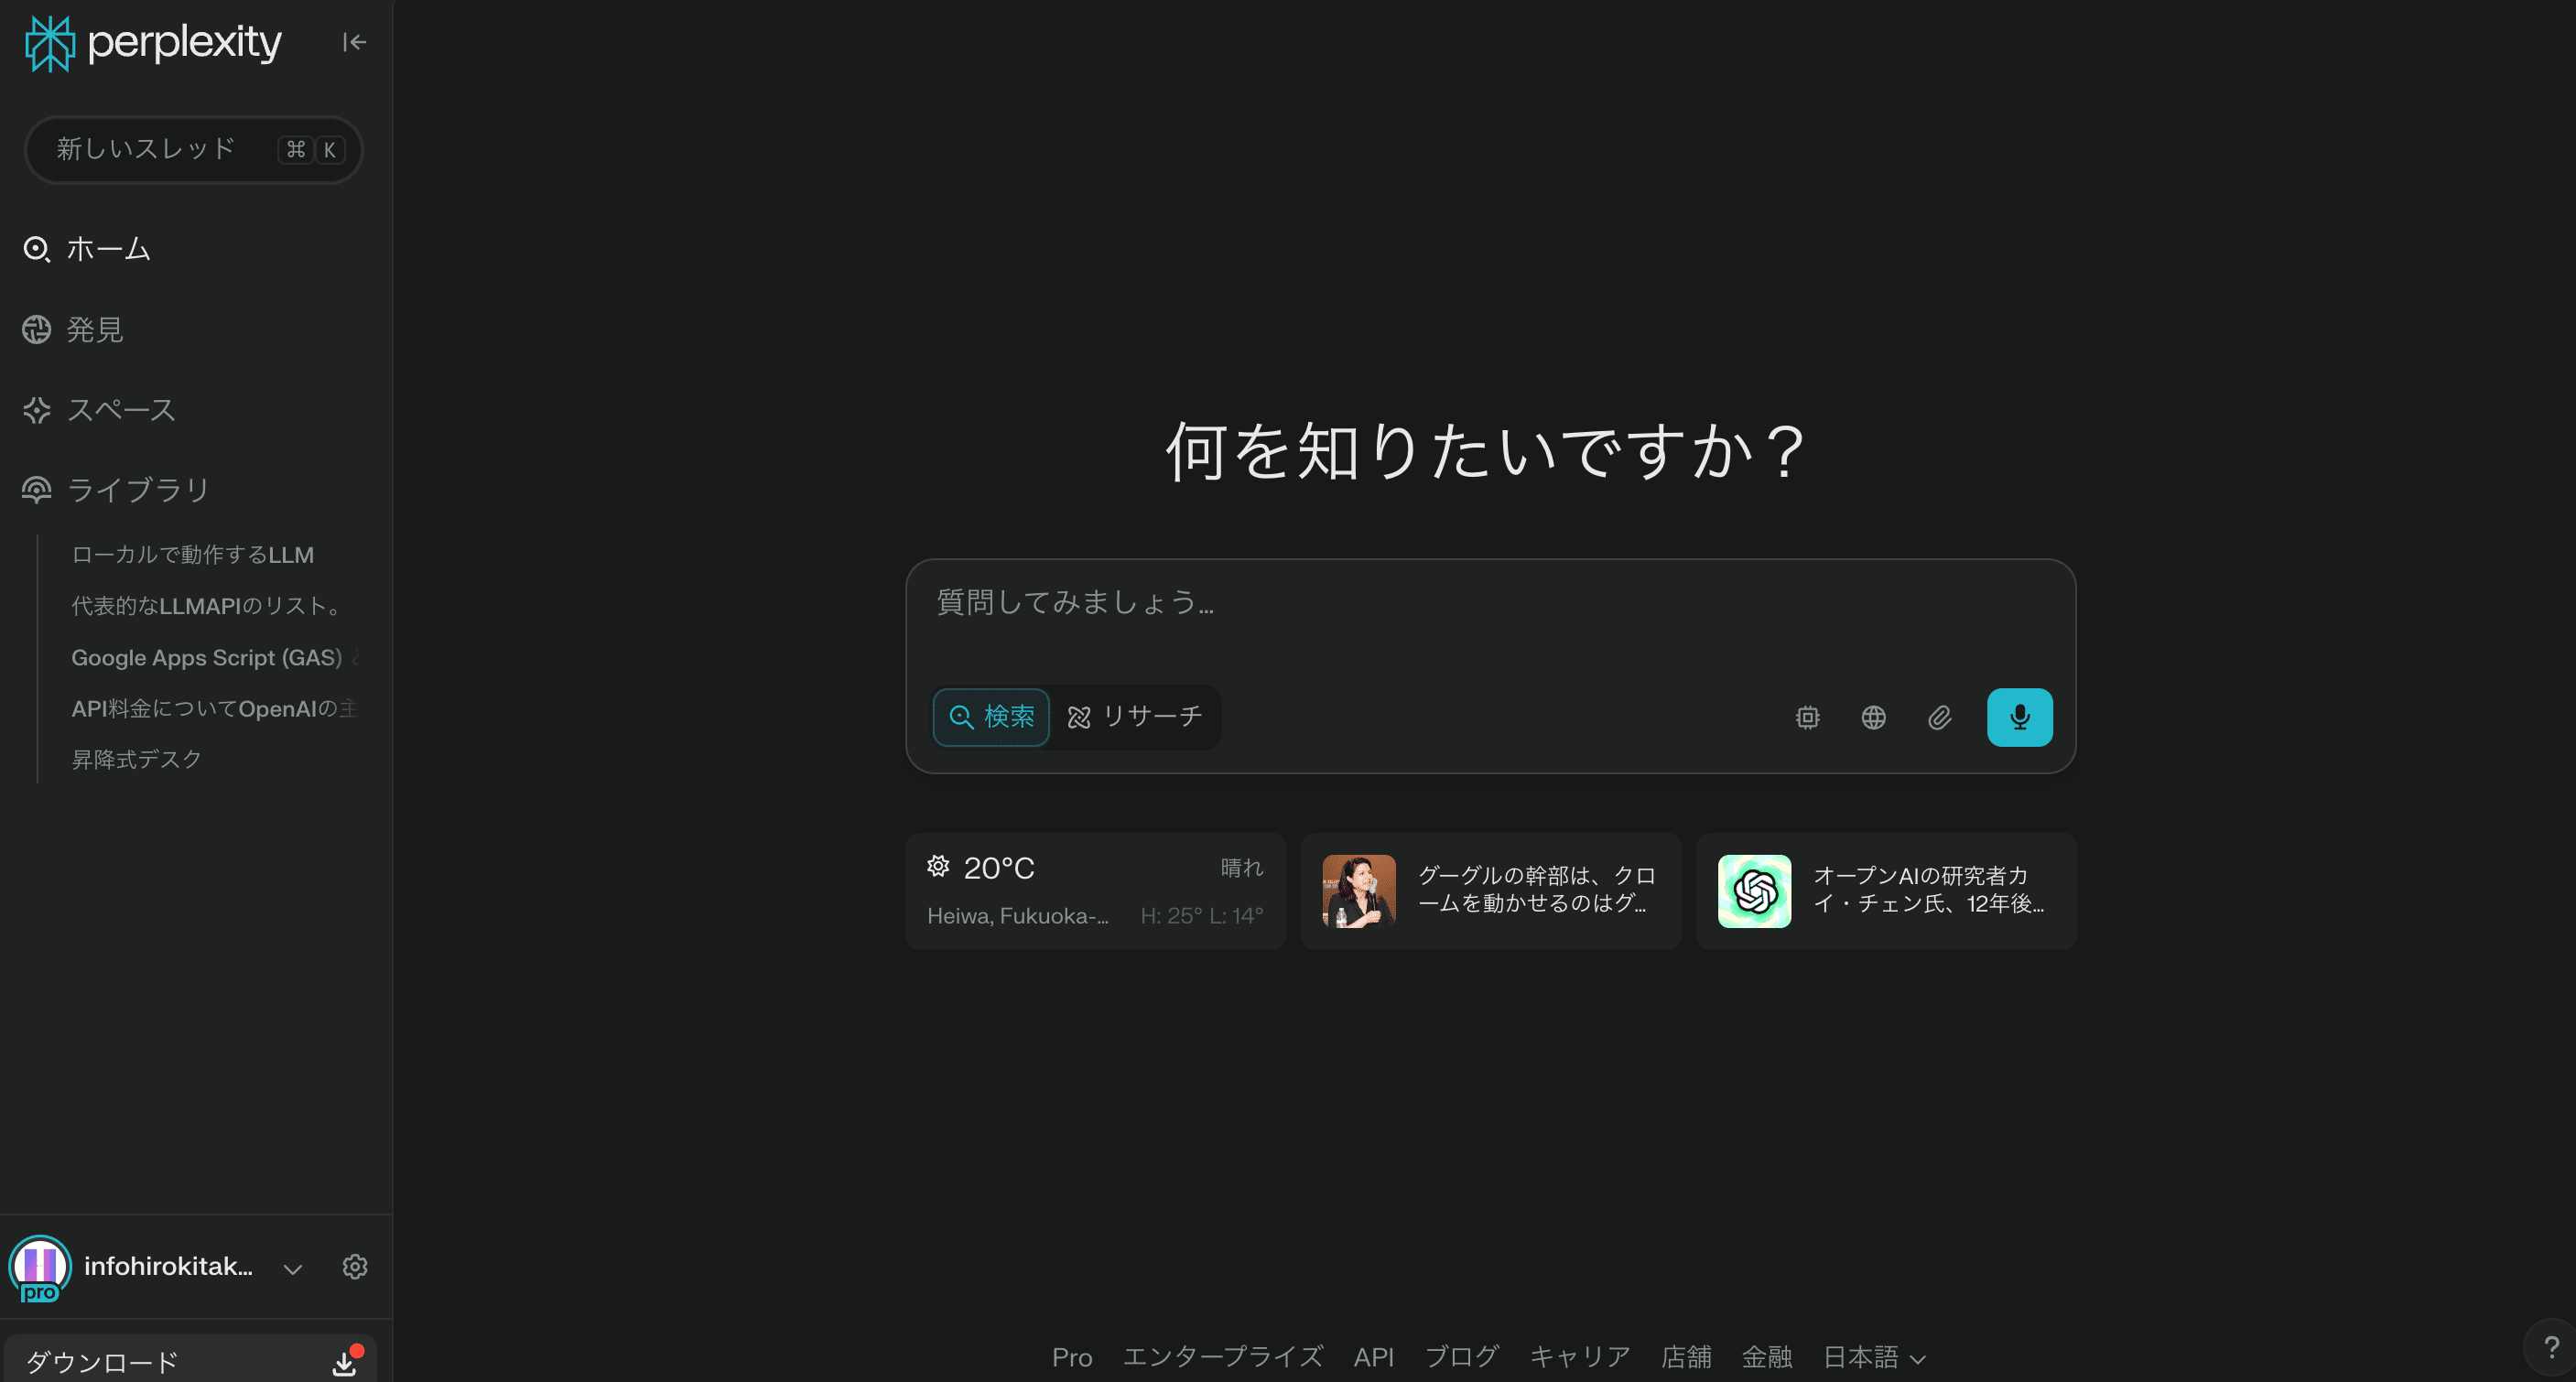 perplexity
新しいスレッド ⌘ K
ホーム
発見
スペース
ライブラリ
ローカルで動作するLLM
代表的なLLMAPIのリスト。
Google Apps Script (GAS)
API料金についてOpenAIの主
昇降式デスク
infohirokitak...
pro
ダウンロード
何を知りたいですか？
質問してみましょう...
検索 リサーチ
20°C 晴れ
Heiwa, Fukuoka-... H: 25° L: 14°
グーグルの幹部は、クロ
ームを動かせるのはグ...
オープンAIの研究者カ
イ・チェン氏、12年後...
Pro エンタープライズ API ブログ キャリア 店舗 金融 日本語
?